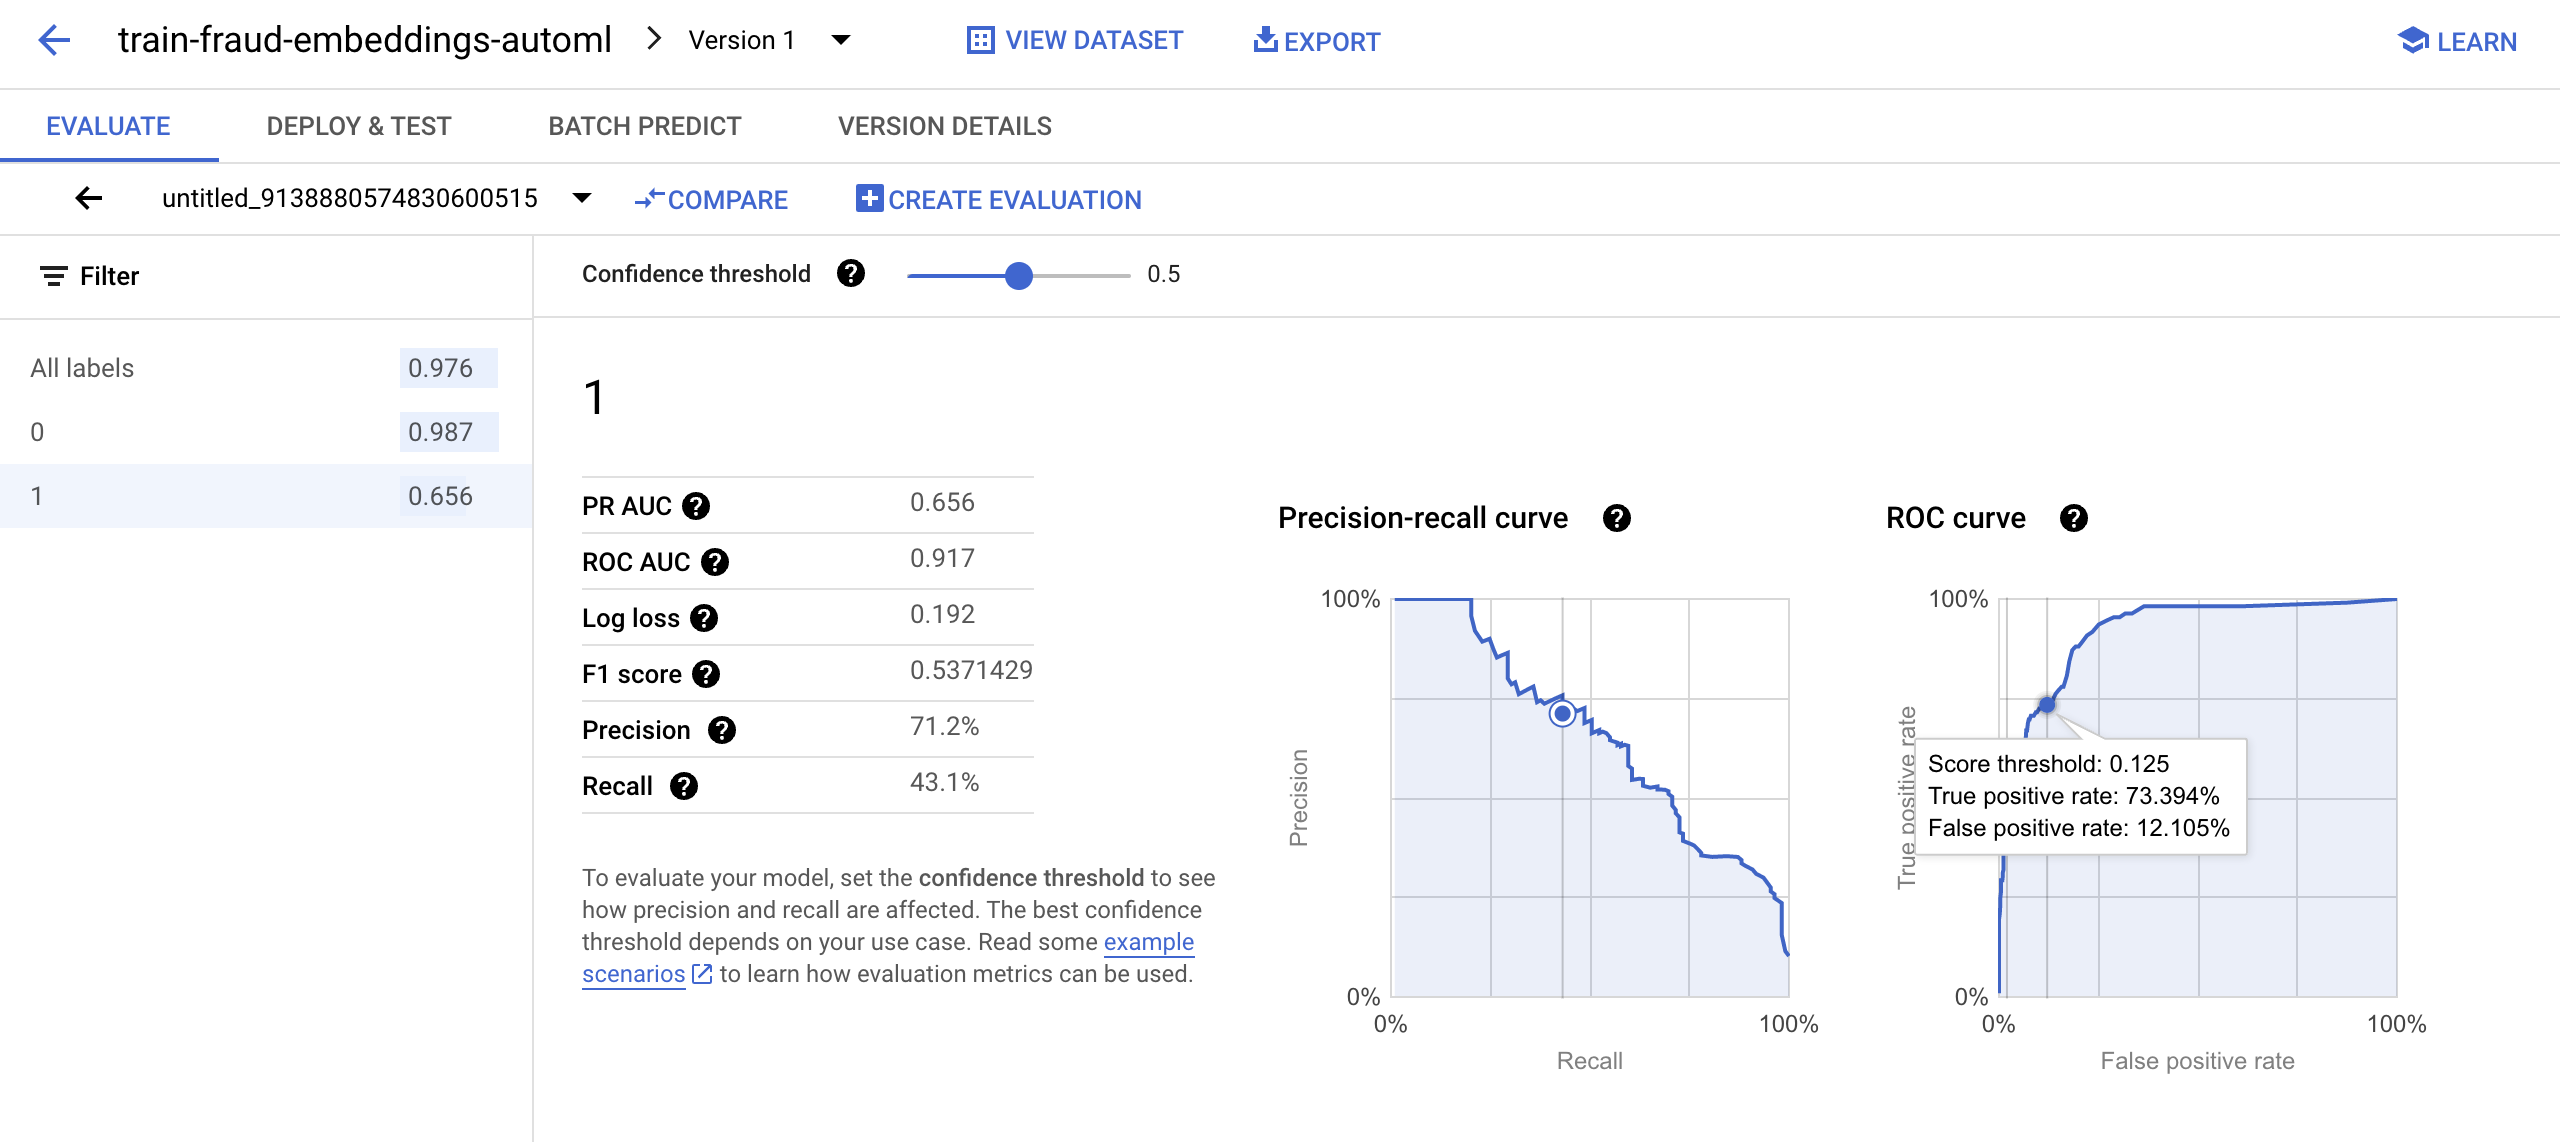 train-fraud-embeddings-automl Version 1 VIEW DATASET EXPORT LEARN
EVALUATE DEPLOY & TEST BATCH PREDICT VERSION DETAILS
untitled_9138880574830600515 COMPARE CREATE EVALUATION
Filter
All labels 0.976
0 0.987
1 0.656
Confidence threshold 0.5
1
PR AUC 0.656
ROC AUC 0.917
Log loss 0.192
F1 score 0.5371429
Precision 71.2%
Recall 43.1%
To evaluate your model, set the confidence threshold to see
how precision and recall are affected. The best confidence
threshold depends on your use case. Read some example
scenarios to learn how evaluation metrics can be used.
Precision-recall curve
100%
Precision
0%
0% 100%
Recall
ROC curve
100%
True positive rate
Score threshold: 0.125
True positive rate: 73.394%
False positive rate: 12.105%
0%
0% 100%
False positive rate